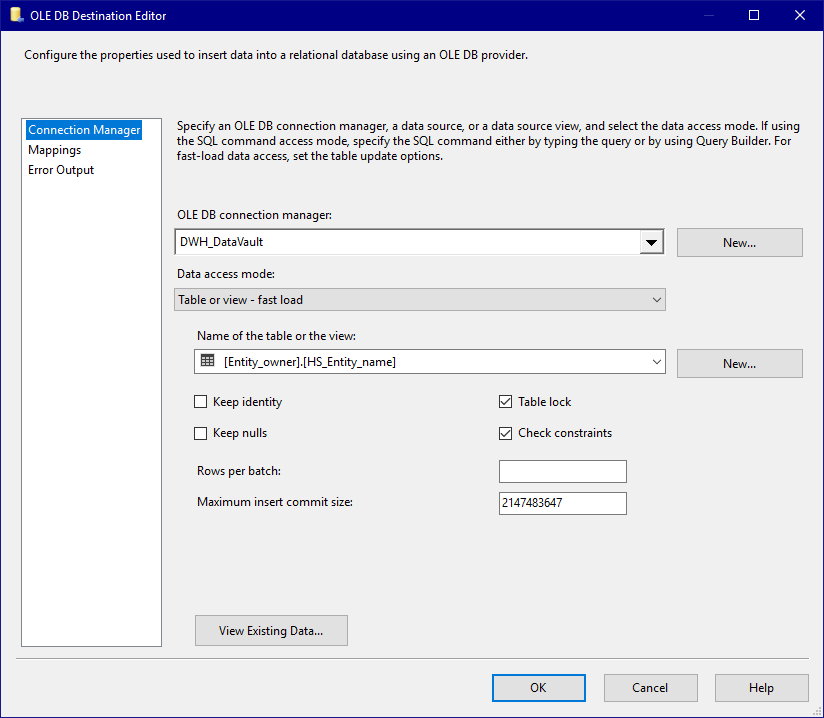 OLE DB Destination Editor
Configure the properties used to insert data into a relational database using an OLE DB provider.
Connection Manager
Mappings
Error Output
Specify an OLE DB connection manager, a data source, or a data source view, and select the data access mode. If using
the SQL command access mode, specify the SQL command either by typing the query or by using Query Builder. For
fast-load data access, set the table update options.
OLE DB connection manager:
DWH_DataVault
New...
Data access mode:
Table or view - fast load
Name of the table or the view:
[Entity_owner].[HS_Entity_name]
New...
Keep identity
Table lock
Keep nulls
Check constraints
Rows per batch:
Maximum insert commit size:
2147483647
View Existing Data...
OK
Cancel
Help